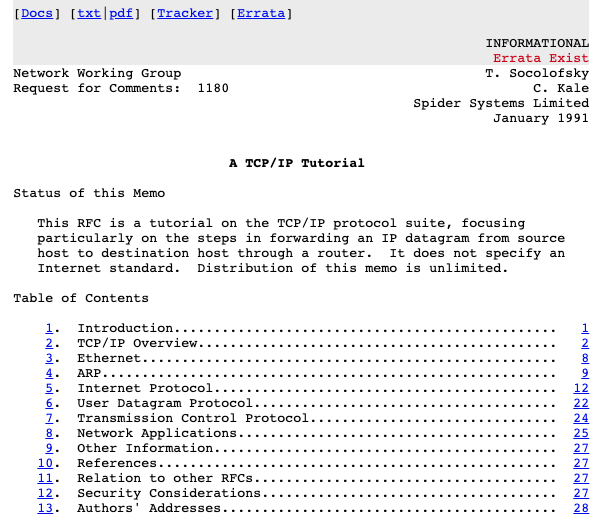 [Docs] [txt|pdf] [Tracker] [Errata]
INFORMATIONAL
Errata Exist
Network Working Group T. Socolofsky
Request for Comments: 1180 C. Kale
Spider Systems Limited
January 1991
A TCP/IP Tutorial
Status of this Memo
This RFC is a tutorial on the TCP/IP protocol suite, focusing
particularly on the steps in forwarding an IP datagram from source
host to destination host through a router. It does not specify an
Internet standard. Distribution of this memo is unlimited.
Table of Contents
1. Introduction................................................ 1
2. TCP/IP Overview............................................. 2
3. Ethernet.................................................... 8
4. ARP......................................................... 9
5. Internet Protocol........................................... 12
6. User Datagram Protocol...................................... 22
7. Transmission Control Protocol............................... 24
8. Network Applications........................................ 25
9. Other Information........................................... 27
10. References.................................................. 27
11. Relation to other RFCs...................................... 27
12. Security Considerations..................................... 27
13. Authors' Addresses.......................................... 28